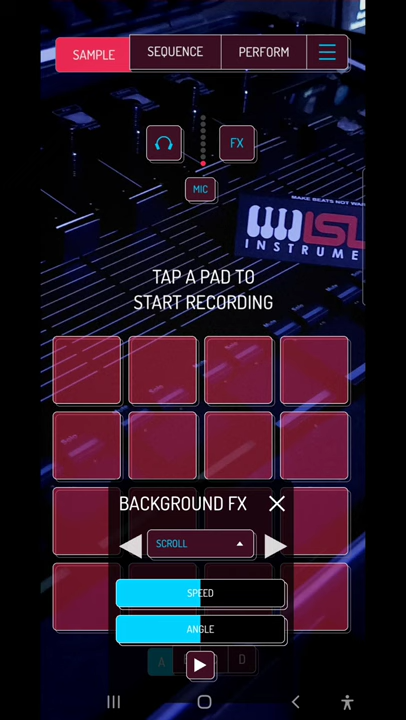 SAMPLE
SEQUENCE
PERFORM
FX
MIC
MAKE BEATS NOT WA
INSTRUME
TAP A PAD TO
START RECORDING
BACKGROUND FX
SCROLL
SPEED
ANGLE
A
D